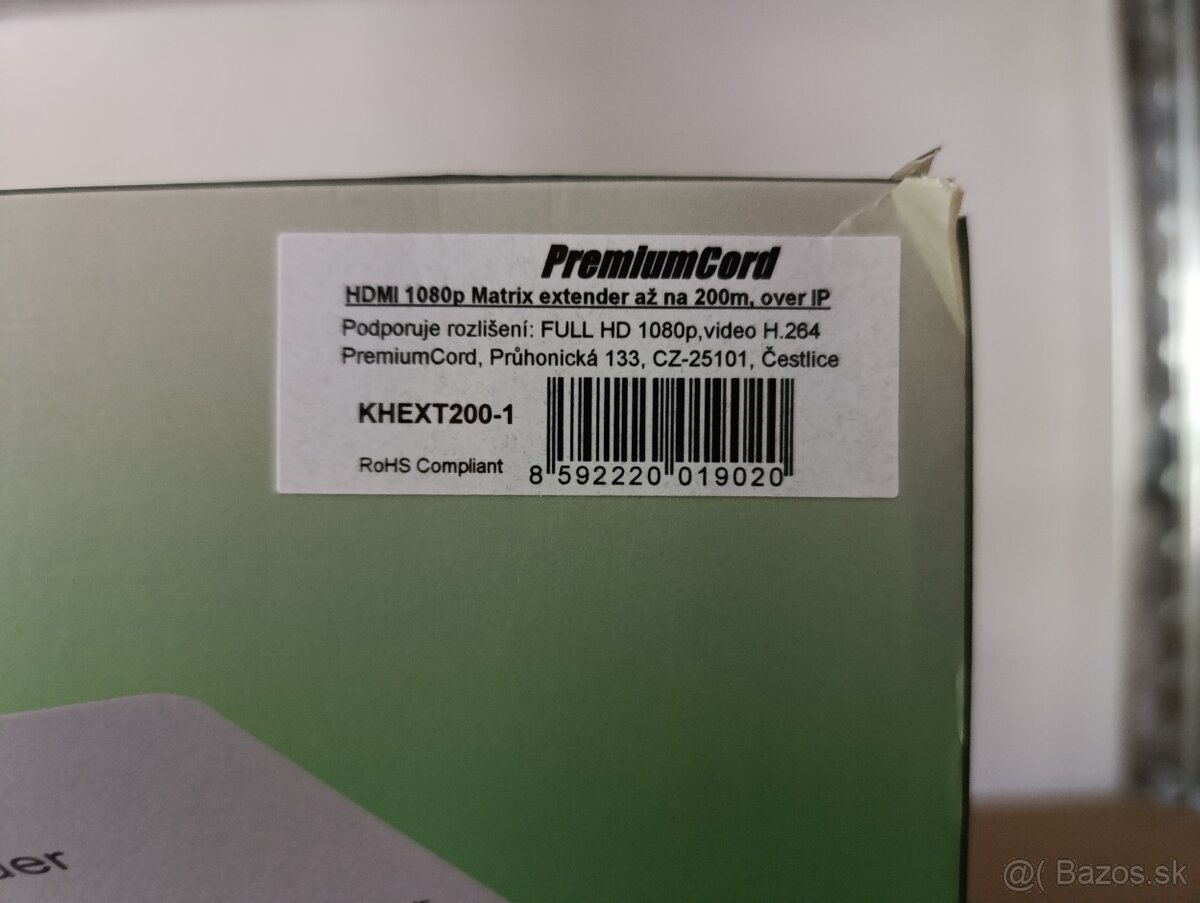 PremiumCord
HDMI 1080p Matrix extender až na 200m, over IP
Podporuje rozlišení: FULL HD 1080p,video H.264
PremiumCord, Průhonická 133, CZ-25101, Čestlice
KHEXT200-1
RoHS Compliant
8 592220 019020
@( Bazos.sk